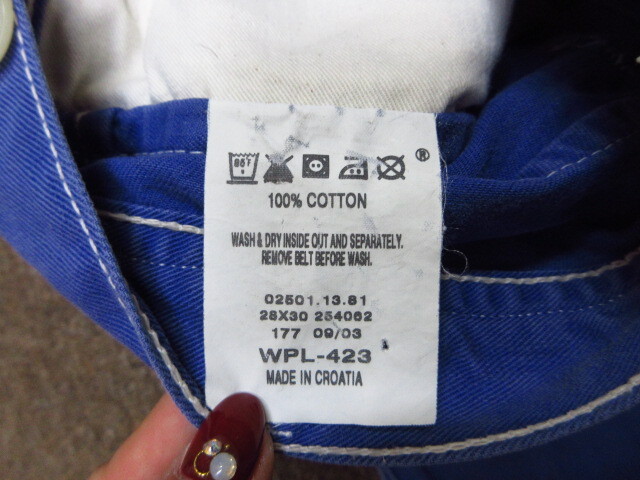 ®
100% COTTON
WASH & DRY INSIDE OUT AND SEPARATELY.
REMOVE BELT BEFORE WASH.
02501.13.81
28X30 254062
177 09/03
WPL-423
MADE IN CROATIA